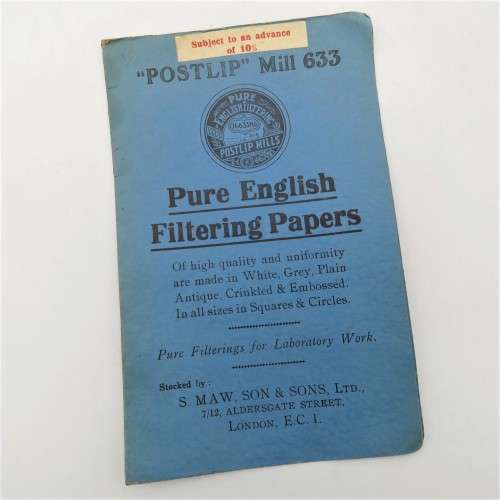 Subject to an advance
of 10%
"POSTLIP" Mill 633
PURE
ENGLISH FILTERING
POSTLIP MILLS
Pure English
Filtering Papers
Of high quality and uniformity
are made in White, Grey, Plain
Antique, Crinkled & Embossed.
In all sizes in Squares & Circles.
Pure Filterings for Laboratory Work.
Stocked by :
S. MAW, SON & SONS, LTD.,
7/12, ALDERSGATE STREET,
LONDON, E.C. 1.